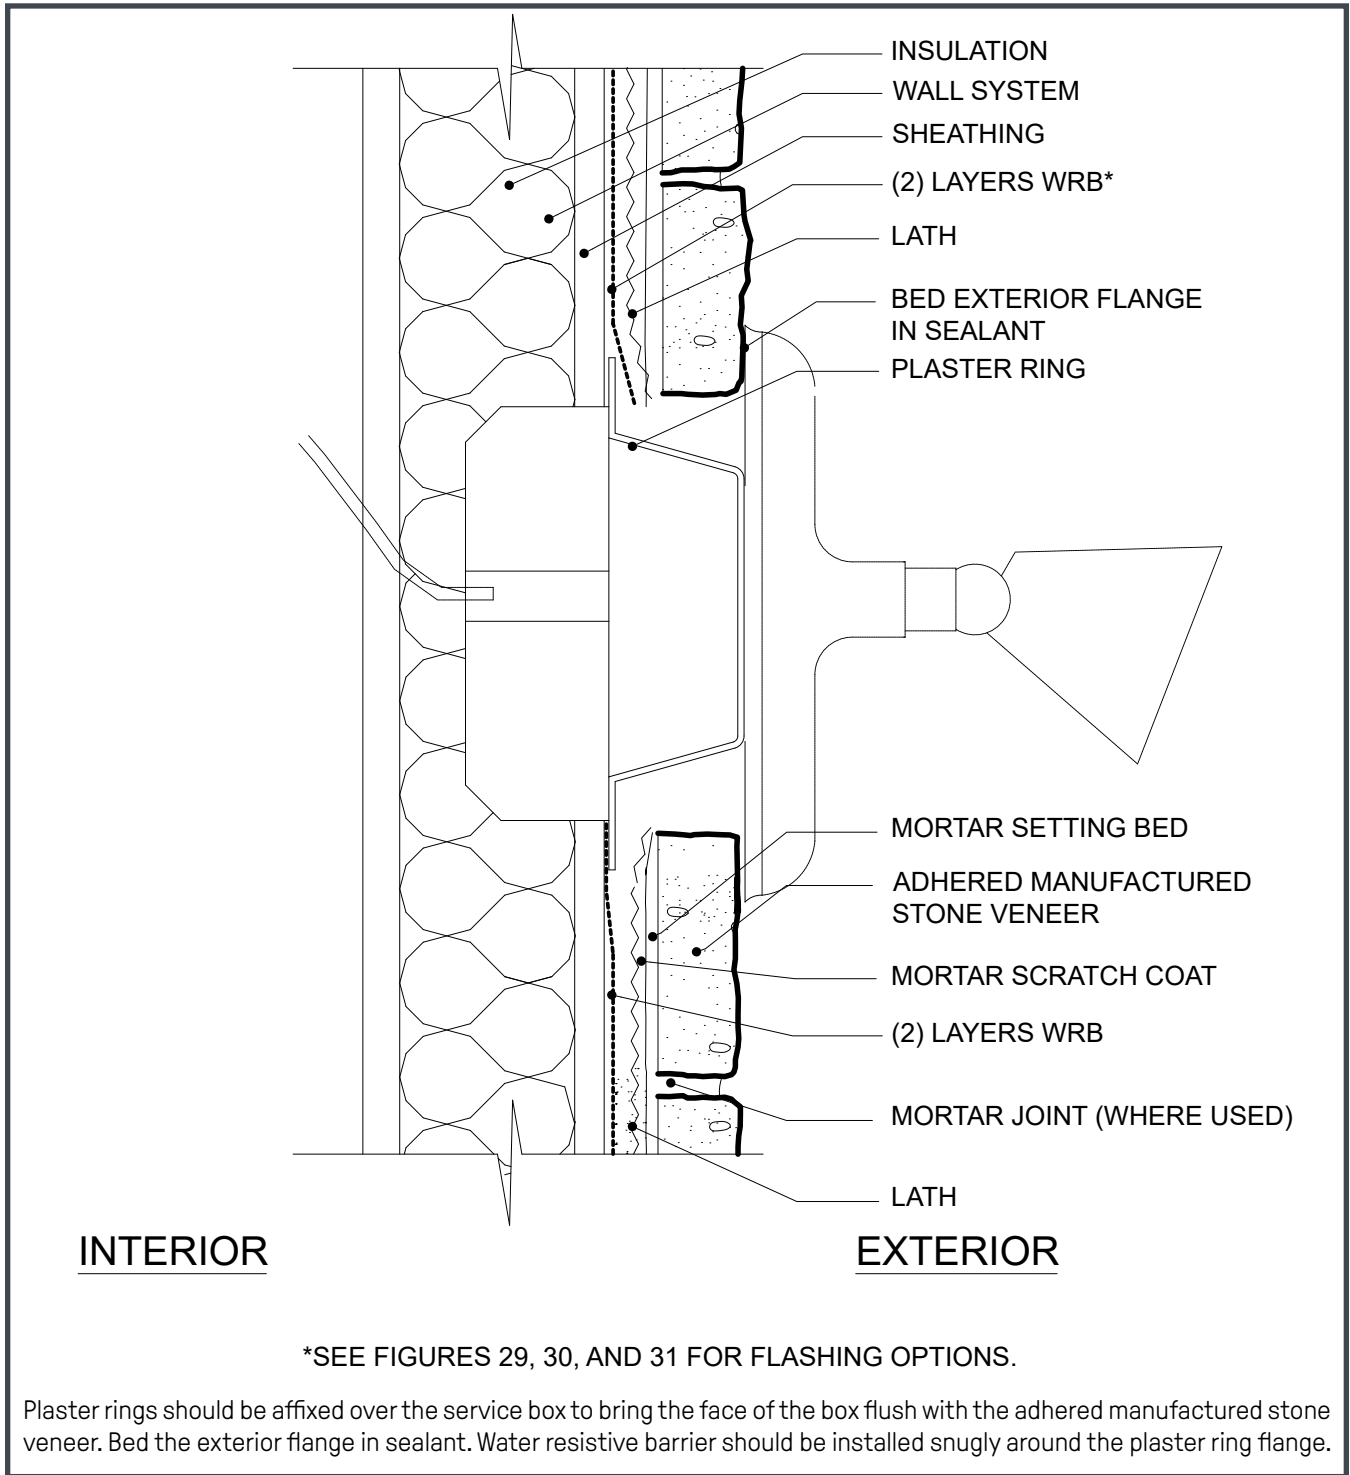 INSULATION
WALL SYSTEM
SHEATHING
(2) LAYERS WRB*
LATH
BED EXTERIOR FLANGE
IN SEALANT
PLASTER RING
MORTAR SETTING BED
ADHERED MANUFACTURED
STONE VENEER
MORTAR SCRATCH COAT
(2) LAYERS WRB
MORTAR JOINT (WHERE USED)
LATH
INTERIOR
EXTERIOR
*SEE FIGURES 29, 30, AND 31 FOR FLASHING OPTIONS.
Plaster rings should be affixed over the service box to bring the face of the box flush with the adhered manufactured stone
veneer. Bed the exterior flange in sealant. Water resistive barrier should be installed snugly around the plaster ring flange.